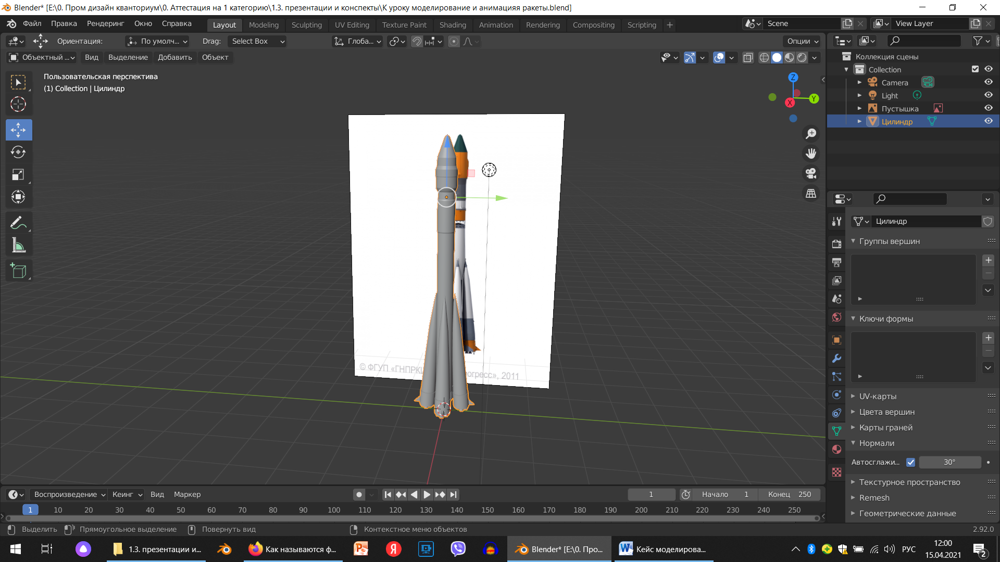 Blender* [E:\0. Пром дизайн кванториум\0. Аттестация на 1 категорию\1.3. презентации и конспекты\К уроку моделирование и анимацияя ракеты.blend]
Файл Правка Рендеринг Окно Справка Layout Modeling Sculpting UV Editing Texture Paint Shading Animation Rendering Compositing Scripting + Scene View Layer
Ориентация: По умолч... Drag: Select Box Глоба... Опции
Объектный ... Вид Выделение Добавить Объект
Коллекция сцены
Collection
Camera
Light
Пустышка
Цилиндр
Пользовательская перспектива
(1) Collection | Цилиндр
Z
Y
X
© ФГУП «ГНПРКЦ
огресс», 2011
Цилиндр
Группы вершин
Ключи формы
UV-карты
Цвета вершин
Карты граней
Нормали
Автосглажи... 30°
Текстурное пространство
Remesh
Геометрические данные
Воспроизведение Кеинг Вид Маркер 1 Начало 1 Конец 250
1 10 20 30 40 50 60 70 80 90 100 110 120 130 140 150 160 170 180 190 200 210 220 230 240 250
Выделить Прямоугольное выделение Повернуть вид Контекстное меню объектов 2.92.0
1.3. презентации и... Как называются ф... Blender* [E:\0. Про... Кейс моделирова... РУС
12:00
15.04.2021
2